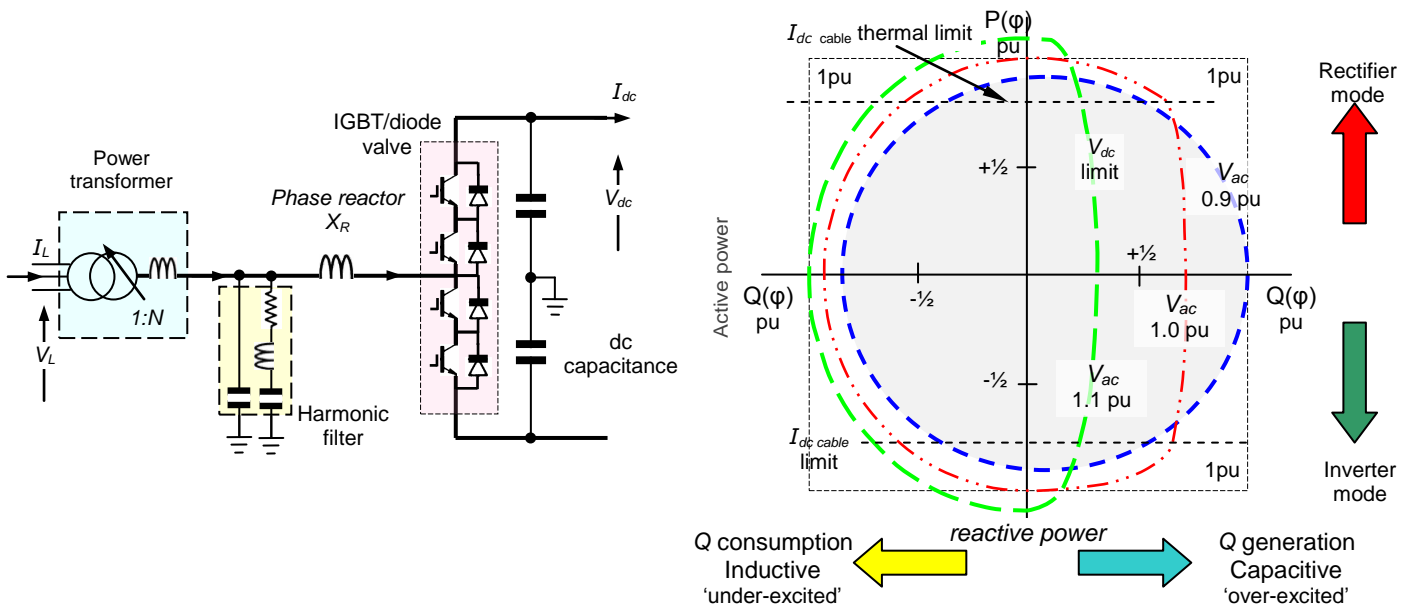 Power
transformer
I_L
V_L
1:N
Harmonic
filter
Phase reactor
X_R
IGBT/diode
valve
I_dc
V_dc
dc
capacitance
P(φ)
pu
I_dc cable thermal limit
1pu
1pu
+½
V_dc
limit
V_ac
0.9 pu
Active power
Q(φ)
pu
-½
+½
Q(φ)
pu
V_ac
1.0 pu
-½
V_ac
1.1 pu
I_dc cable
limit
1pu
reactive power
Rectifier
mode
Inverter
mode
Q consumption
Inductive
‘under-excited’
Q generation
Capacitive
‘over-excited’